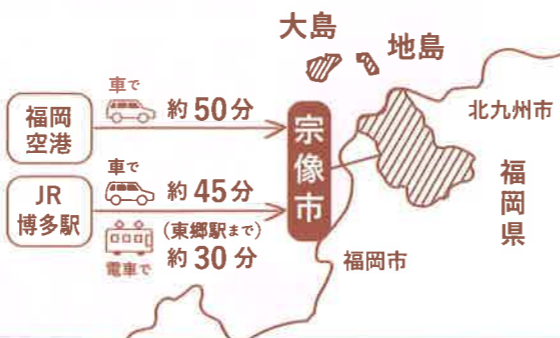 大島
地島
車で
約50分
福岡
空港
宗像市
北九州市
車で
約45分
JR
博多駅
(東郷駅まで)
電車で
約30分
福岡県
福岡市